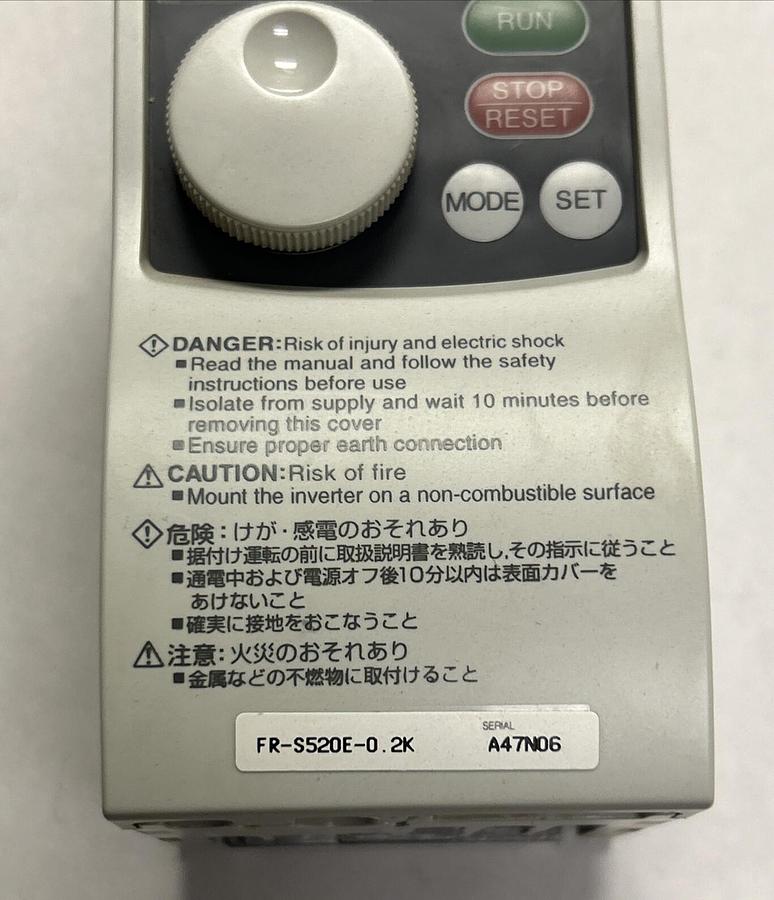 RUN
STOP
RESET
MODE
SET
DANGER:Risk of injury and electric shock
■Read the manual and follow the safety
instructions before use
■Isolate from supply and wait 10 minutes before
removing this cover
■Ensure proper earth connection
CAUTION:Risk of fire
■Mount the inverter on a non-combustible surface
危険:けが・感電のおそれあり
■据付け運転の前に取扱説明書を熟読し,その指示に従うこと
■通電中および電源オフ後10分以内は表面カバーを
あけないこと
■確実に接地をおこなうこと
注意:火災のおそれあり
■金属などの不燃物に取付けること
SERIAL
FR-S520E-0.2K A47N06